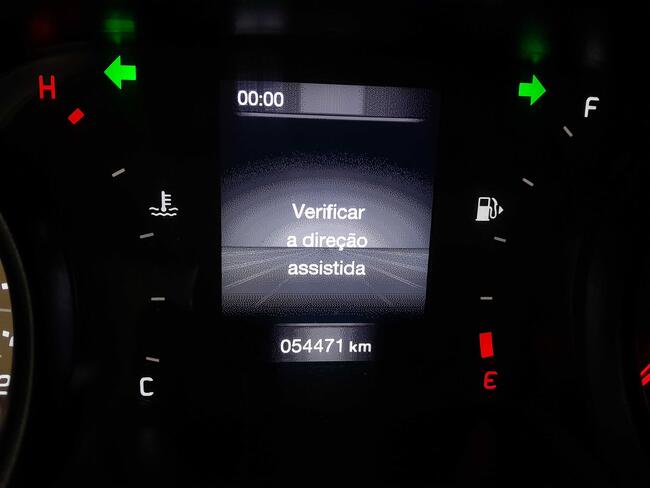 H
00:00
F
Verificar
a direção
assistida
054471 km
C
E